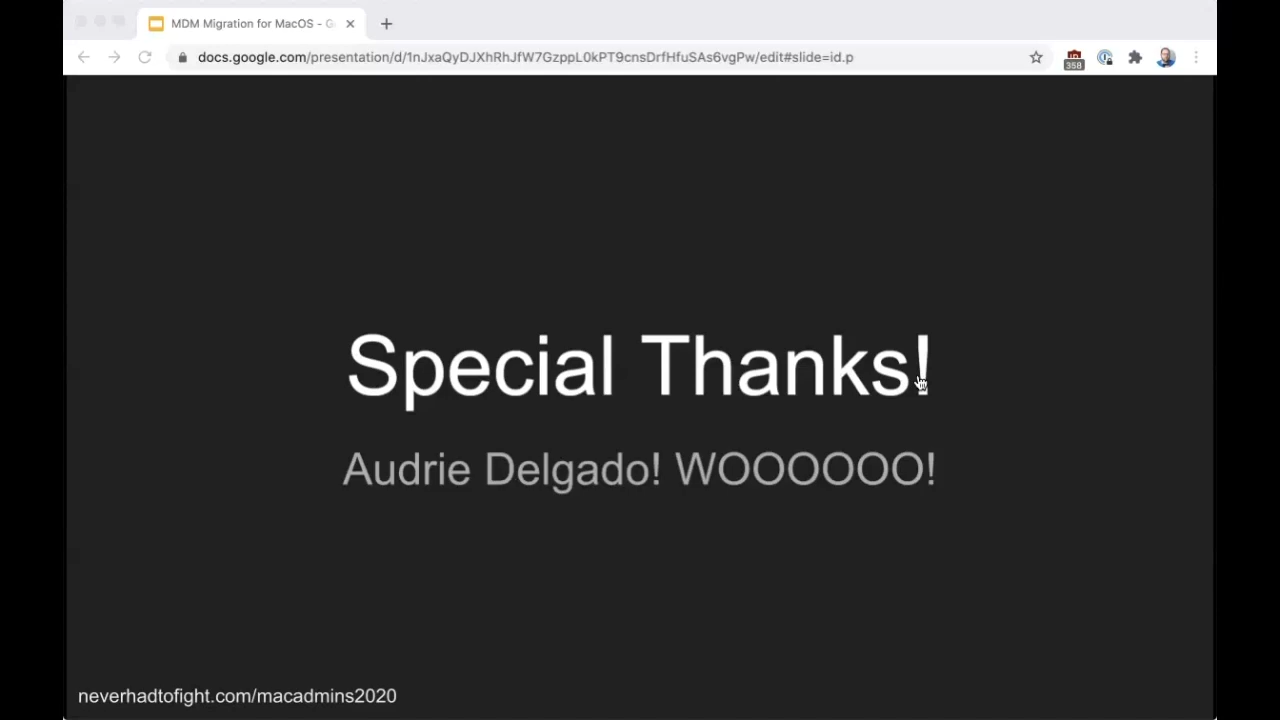 MDM Migration for MacOS - G
docs.google.com/presentation/d/1nJxaQyDJXhRhJfW7GzppL0kPT9cnsDrfHfuSAs6vgPw/edit#slide=id.p
358
Special Thanks!
Audrie Delgado! WOOOOOO!
neverhadtofight.com/macadmins2020